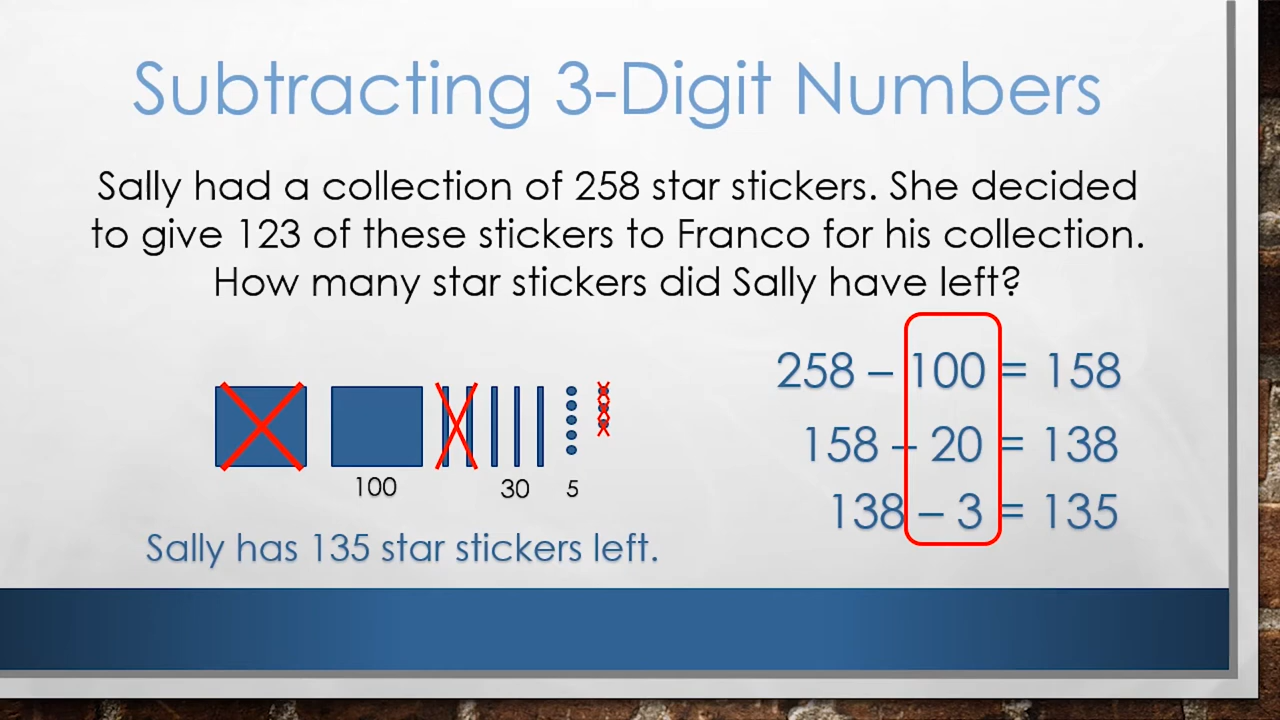 Subtracting 3-Digit Numbers
Sally had a collection of 258 star stickers. She decided
to give 123 of these stickers to Franco for his collection.
How many star stickers did Sally have left?
258 – 100 = 158
158 – 20 = 138
138 – 3 = 135
100 30 5
Sally has 135 star stickers left.